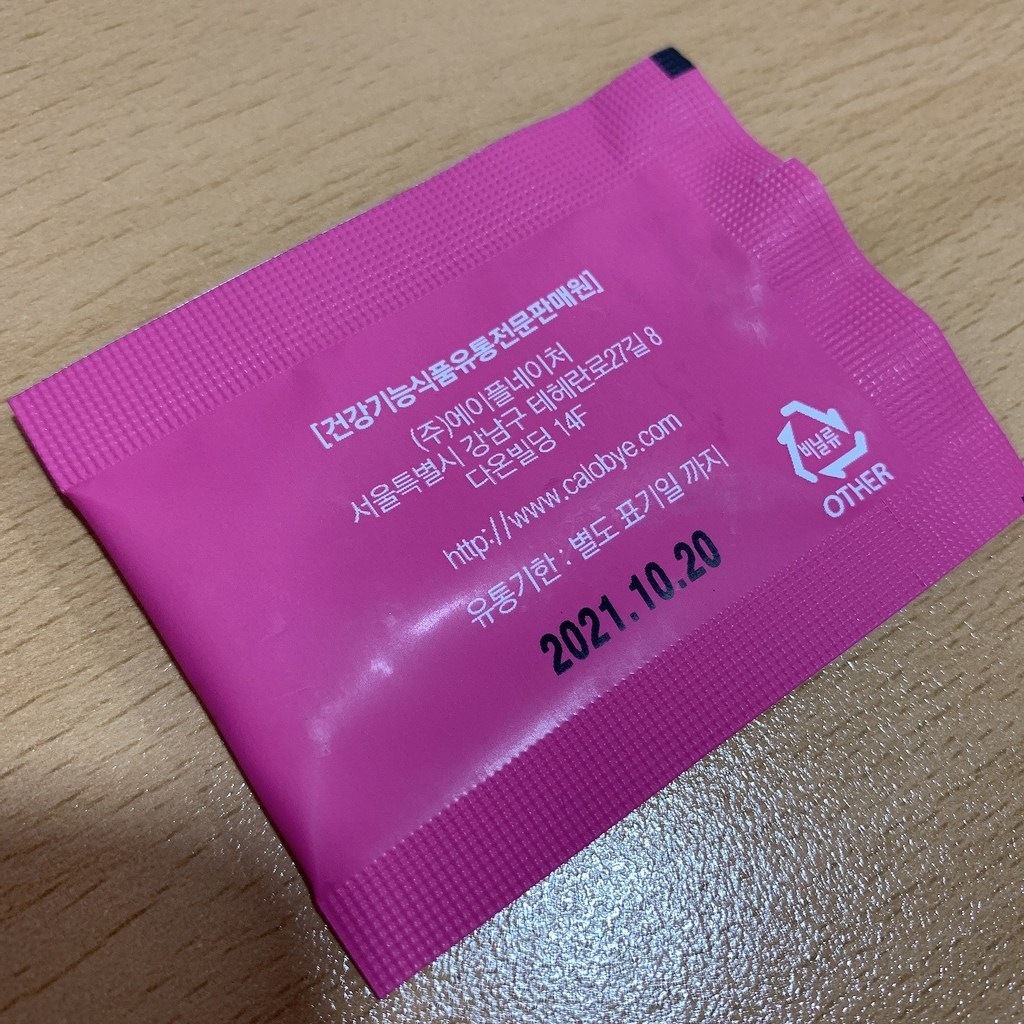 [건강기능식품유통전문판매원]
(주)에이플네이처
서울특별시 강남구 테헤란로27길 8
다온빌딩 14F
http://www.calobye.com
유통기한 : 별도 표기일 까지
2021.10.20
비닐류
OTHER